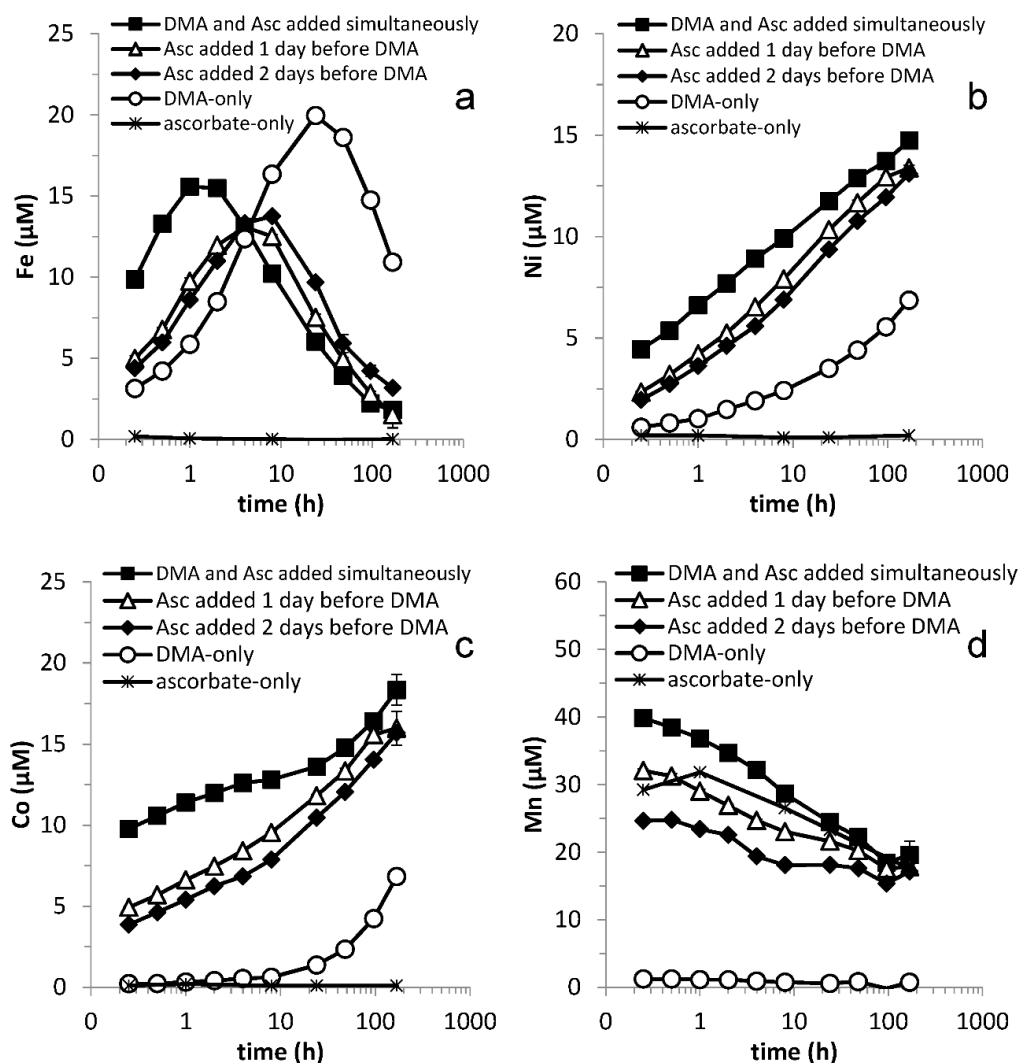 DMA and Asc added simultaneously
Asc added 1 day before DMA
Asc added 2 days before DMA
DMA-only
ascorbate-only
a
25
20
15
10
5
0
Fe (µM)
0 1 10 100 1000
time (h)
DMA and Asc added simultaneously
Asc added 1 day before DMA
Asc added 2 days before DMA
DMA-only
ascorbate-only
b
20
15
10
5
0
Ni (µM)
0 1 10 100 1000
time (h)
DMA and Asc added simultaneously
Asc added 1 day before DMA
Asc added 2 days before DMA
DMA-only
ascorbate-only
c
25
20
15
10
5
0
Co (µM)
0 1 10 100 1000
time (h)
DMA and Asc added simultaneously
Asc added 1 day before DMA
Asc added 2 days before DMA
DMA-only
ascorbate-only
d
60
50
40
30
20
10
0
Mn (µM)
0 1 10 100 1000
time (h)